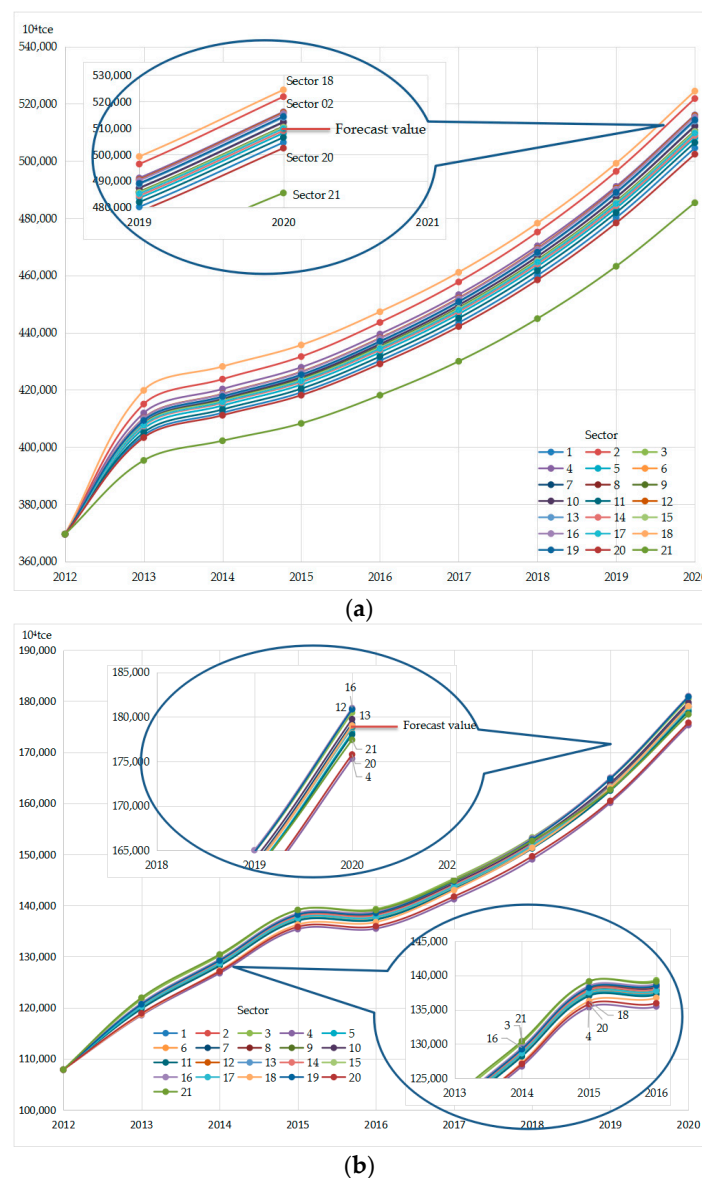 10⁴tce
540,000
520,000
500,000
480,000
460,000
440,000
420,000
400,000
380,000
360,000
2012 2013 2014 2015 2016 2017 2018 2019 2020
530,000
520,000
510,000
500,000
490,000
480,000
2019 2020 2021
Sector 18
Sector 02
Forecast value
Sector 20
Sector 21
Sector
1 2 3
4 5 6
7 8 9
10 11 12
13 14 15
16 17 18
19 20 21
(a)
10⁴tce
190,000
180,000
170,000
160,000
150,000
140,000
130,000
120,000
110,000
100,000
2012 2013 2014 2015 2016 2017 2018 2019 2020
185,000
180,000
175,000
170,000
165,000
2018 2019 2020 202
16
12 13
Forecast value
21
20
4
145,000
140,000
135,000
130,000
125,000
2013 2014 2015 2016
21
3
16
18
20
4
Sector
1 2 3 4 5
6 7 8 9 10
11 12 13 14 15
16 17 18 19 20
21
(b)